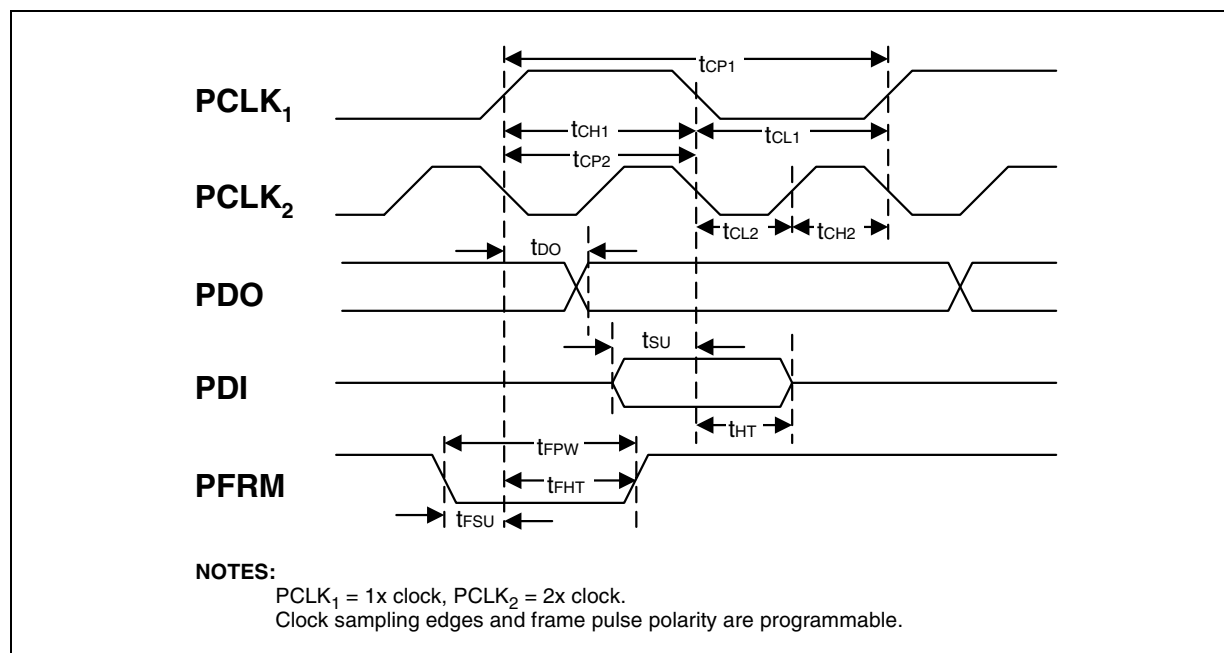 tCP1
PCLK1
tCH1 tCL1
tCP2
PCLK2
tCL2 tCH2
tDO
PDO
tSU
PDI
tHT
tFPW
PFRM
tFHT
tFSU
NOTES:
PCLK1 = 1x clock, PCLK2 = 2x clock.
Clock sampling edges and frame pulse polarity are programmable.